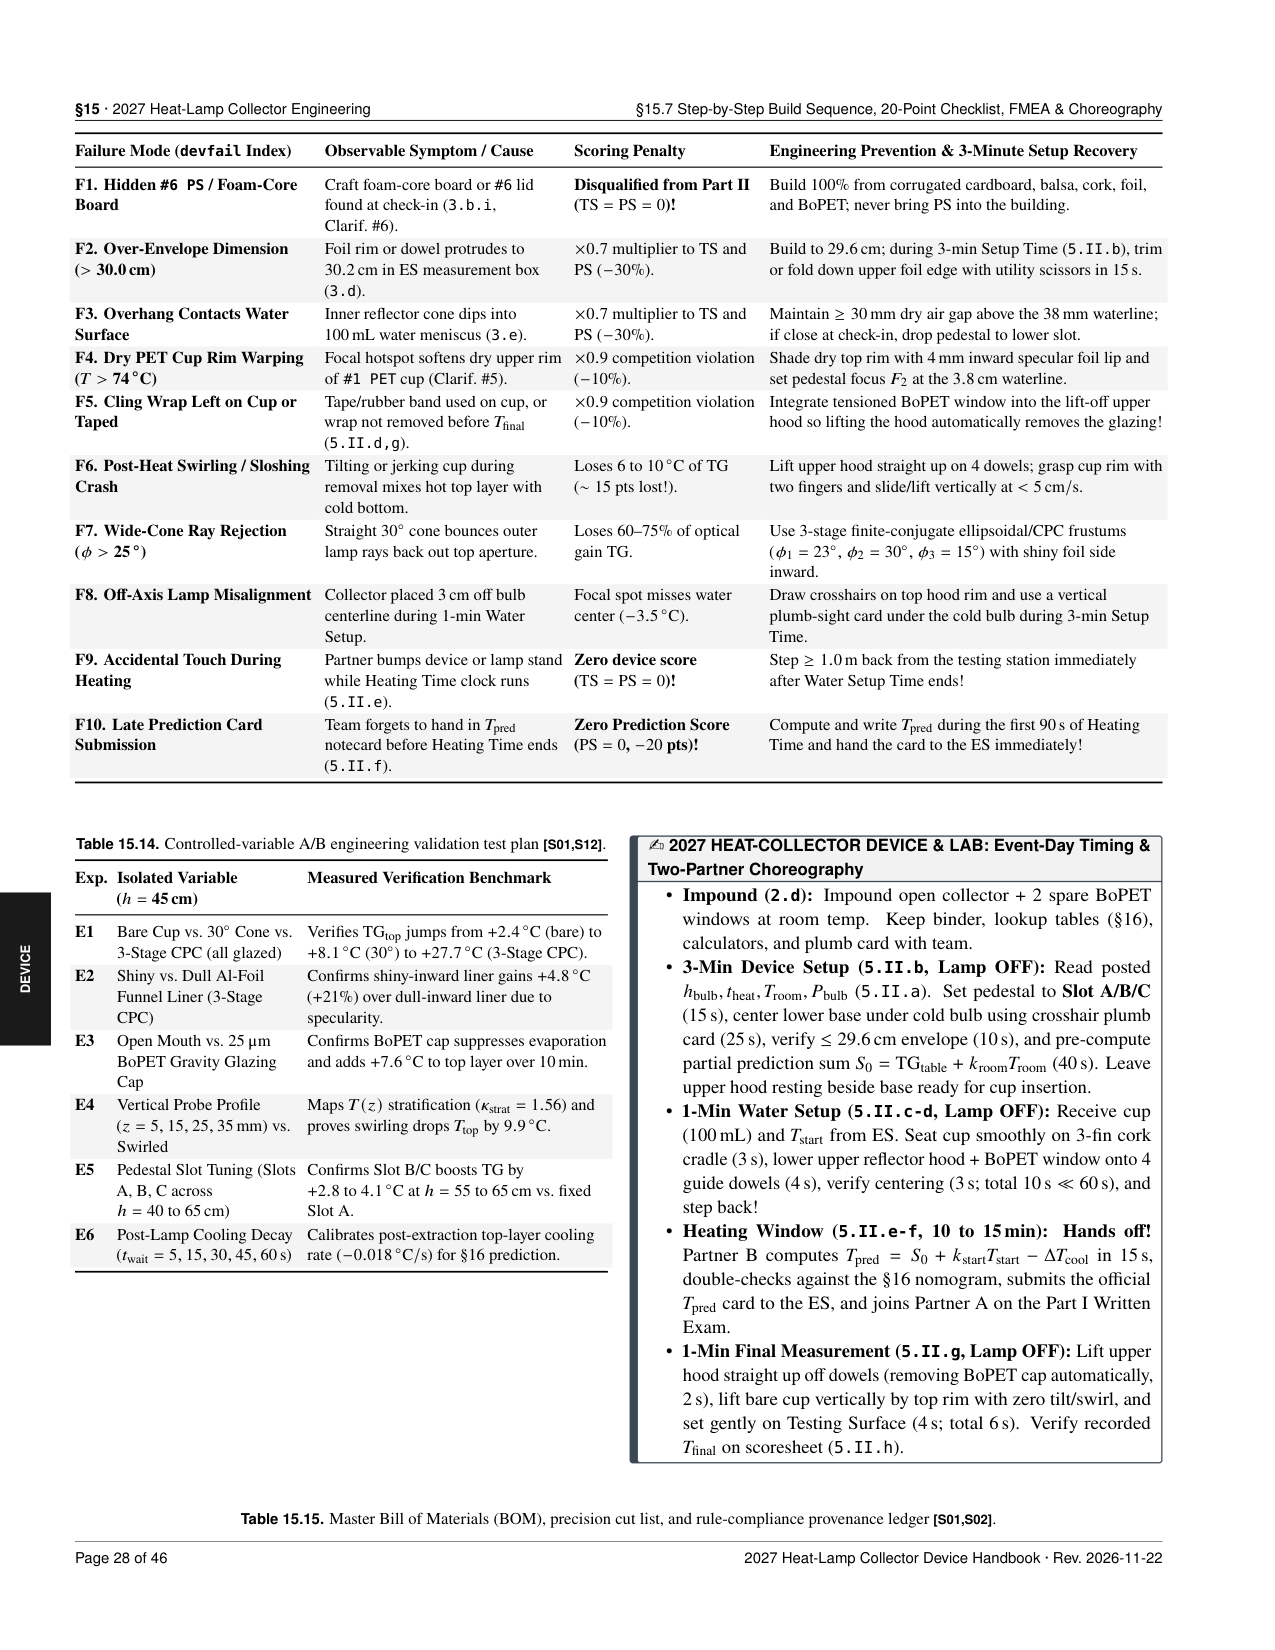 §15 · 2027 Heat-Lamp Collector Engineering
§15.7 Step-by-Step Build Sequence, 20-Point Checklist, FMEA & Choreography
Failure Mode (devfail Index)
Observable Symptom / Cause
Scoring Penalty
Engineering Prevention & 3-Minute Setup Recovery
F1. Hidden #6 PS / Foam-Core
Board
Craft foam-core board or #6 lid
found at check-in (3.b.i,
Clarif. #6).
Disqualified from Part II
(TS = PS = 0)!
Build 100% from corrugated cardboard, balsa, cork, foil,
and BoPET; never bring PS into the building.
F2. Over-Envelope Dimension
(> 30.0 cm)
Foil rim or dowel protrudes to
30.2 cm in ES measurement box
(3.d).
×0.7 multiplier to TS and
PS (−30%).
Build to 29.6 cm; during 3-min Setup Time (5.II.b), trim
or fold down upper foil edge with utility scissors in 15 s.
F3. Overhang Contacts Water
Surface
Inner reflector cone dips into
100 mL water meniscus (3.e).
×0.7 multiplier to TS and
PS (−30%).
Maintain ≥ 30 mm dry air gap above the 38 mm waterline;
if close at check-in, drop pedestal to lower slot.
F4. Dry PET Cup Rim Warping
(T > 74 °C)
Focal hotspot softens dry upper rim
of #1 PET cup (Clarif. #5).
×0.9 competition violation
(−10%).
Shade dry top rim with 4 mm inward specular foil lip and
set pedestal focus F2 at the 3.8 cm waterline.
F5. Cling Wrap Left on Cup or
Taped
Tape/rubber band used on cup, or
wrap not removed before Tfinal
(5.II.d,g).
×0.9 competition violation
(−10%).
Integrate tensioned BoPET window into the lift-off upper
hood so lifting the hood automatically removes the glazing!
F6. Post-Heat Swirling / Sloshing
Crash
Tilting or jerking cup during
removal mixes hot top layer with
cold bottom.
Loses 6 to 10 °C of TG
(∼ 15 pts lost!).
Lift upper hood straight up on 4 dowels; grasp cup rim with
two fingers and slide/lift vertically at < 5 cm/s.
F7. Wide-Cone Ray Rejection
(ϕ > 25°)
Straight 30° cone bounces outer
lamp rays back out top aperture.
Loses 60–75% of optical
gain TG.
Use 3-stage finite-conjugate ellipsoidal/CPC frustums
(ϕ1 = 23°, ϕ2 = 30°, ϕ3 = 15°) with shiny foil side
inward.
F8. Off-Axis Lamp Misalignment
Collector placed 3 cm off bulb
centerline during 1-min Water
Setup.
Focal spot misses water
center (−3.5 °C).
Draw crosshairs on top hood rim and use a vertical
plumb-sight card under the cold bulb during 3-min Setup
Time.
F9. Accidental Touch During
Heating
Partner bumps device or lamp stand
while Heating Time clock runs
(5.II.e).
Zero device score
(TS = PS = 0)!
Step ≥ 1.0 m back from the testing station immediately
after Water Setup Time ends!
F10. Late Prediction Card
Submission
Team forgets to hand in Tpred
notecard before Heating Time ends
(5.II.f).
Zero Prediction Score
(PS = 0, −20 pts)!
Compute and write Tpred during the first 90 s of Heating
Time and hand the card to the ES immediately!
Table 15.14. Controlled-variable A/B engineering validation test plan [S01,S12].
Exp.
Isolated Variable
(h = 45 cm)
Measured Verification Benchmark
E1
Bare Cup vs. 30° Cone vs.
3-Stage CPC (all glazed)
Verifies TGtop jumps from +2.4 °C (bare) to
+8.1 °C (30°) to +27.7 °C (3-Stage CPC).
E2
Shiny vs. Dull Al-Foil
Funnel Liner (3-Stage
CPC)
Confirms shiny-inward liner gains +4.8 °C
(+21%) over dull-inward liner due to
specularity.
E3
Open Mouth vs. 25 µm
BoPET Gravity Glazing
Cap
Confirms BoPET cap suppresses evaporation
and adds +7.6 °C to top layer over 10 min.
E4
Vertical Probe Profile
(z = 5, 15, 25, 35 mm) vs.
Swirled
Maps T(z) stratification (κstrat = 1.56) and
proves swirling drops Ttop by 9.9 °C.
E5
Pedestal Slot Tuning (Slots
A, B, C across
h = 40 to 65 cm)
Confirms Slot B/C boosts TG by
+2.8 to 4.1 °C at h = 55 to 65 cm vs. fixed
Slot A.
E6
Post-Lamp Cooling Decay
(twait = 5, 15, 30, 45, 60 s)
Calibrates post-extraction top-layer cooling
rate (−0.018 °C/s) for §16 prediction.
✍ 2027 HEAT-COLLECTOR DEVICE & LAB: Event-Day Timing &
Two-Partner Choreography
• Impound (2.d): Impound open collector + 2 spare BoPET
windows at room temp. Keep binder, lookup tables (§16),
calculators, and plumb card with team.
• 3-Min Device Setup (5.II.b, Lamp OFF): Read posted
hbulb, theat, Troom, Pbulb (5.II.a). Set pedestal to Slot A/B/C
(15 s), center lower base under cold bulb using crosshair plumb
card (25 s), verify ≤ 29.6 cm envelope (10 s), and pre-compute
partial prediction sum S0 = TGtable + kroomTroom (40 s). Leave
upper hood resting beside base ready for cup insertion.
• 1-Min Water Setup (5.II.c-d, Lamp OFF): Receive cup
(100 mL) and Tstart from ES. Seat cup smoothly on 3-fin cork
cradle (3 s), lower upper reflector hood + BoPET window onto 4
guide dowels (4 s), verify centering (3 s; total 10 s ≪ 60 s), and
step back!
• Heating Window (5.II.e-f, 10 to 15 min): Hands off!
Partner B computes Tpred = S0 + kstartTstart − ΔTcool in 15 s,
double-checks against the §16 nomogram, submits the official
Tpred card to the ES, and joins Partner A on the Part I Written
Exam.
• 1-Min Final Measurement (5.II.g, Lamp OFF): Lift upper
hood straight up off dowels (removing BoPET cap automatically,
2 s), lift bare cup vertically by top rim with zero tilt/swirl, and
set gently on Testing Surface (4 s; total 6 s). Verify recorded
Tfinal on scoresheet (5.II.h).
DEVICE
Table 15.15. Master Bill of Materials (BOM), precision cut list, and rule-compliance provenance ledger [S01,S02].
Page 28 of 46
2027 Heat-Lamp Collector Device Handbook · Rev. 2026-11-22